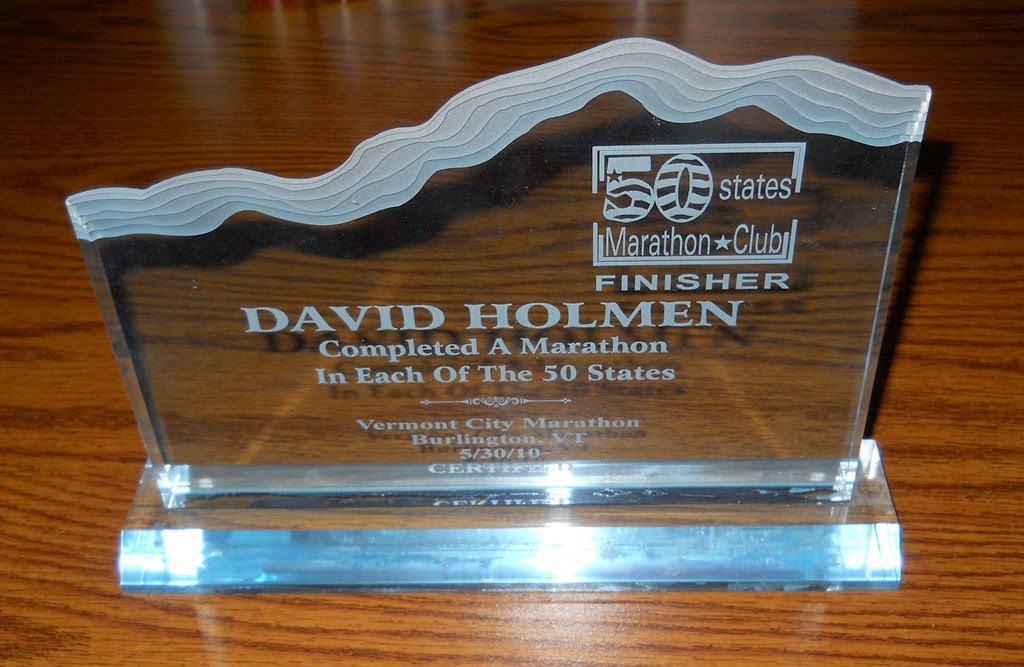 50 states
Marathon★Club
FINISHER
DAVID HOLMEN
Completed A Marathon
In Each Of The 50 States
Vermont City Marathon
Burlington, VT
5/30/10-
CERTIFIED